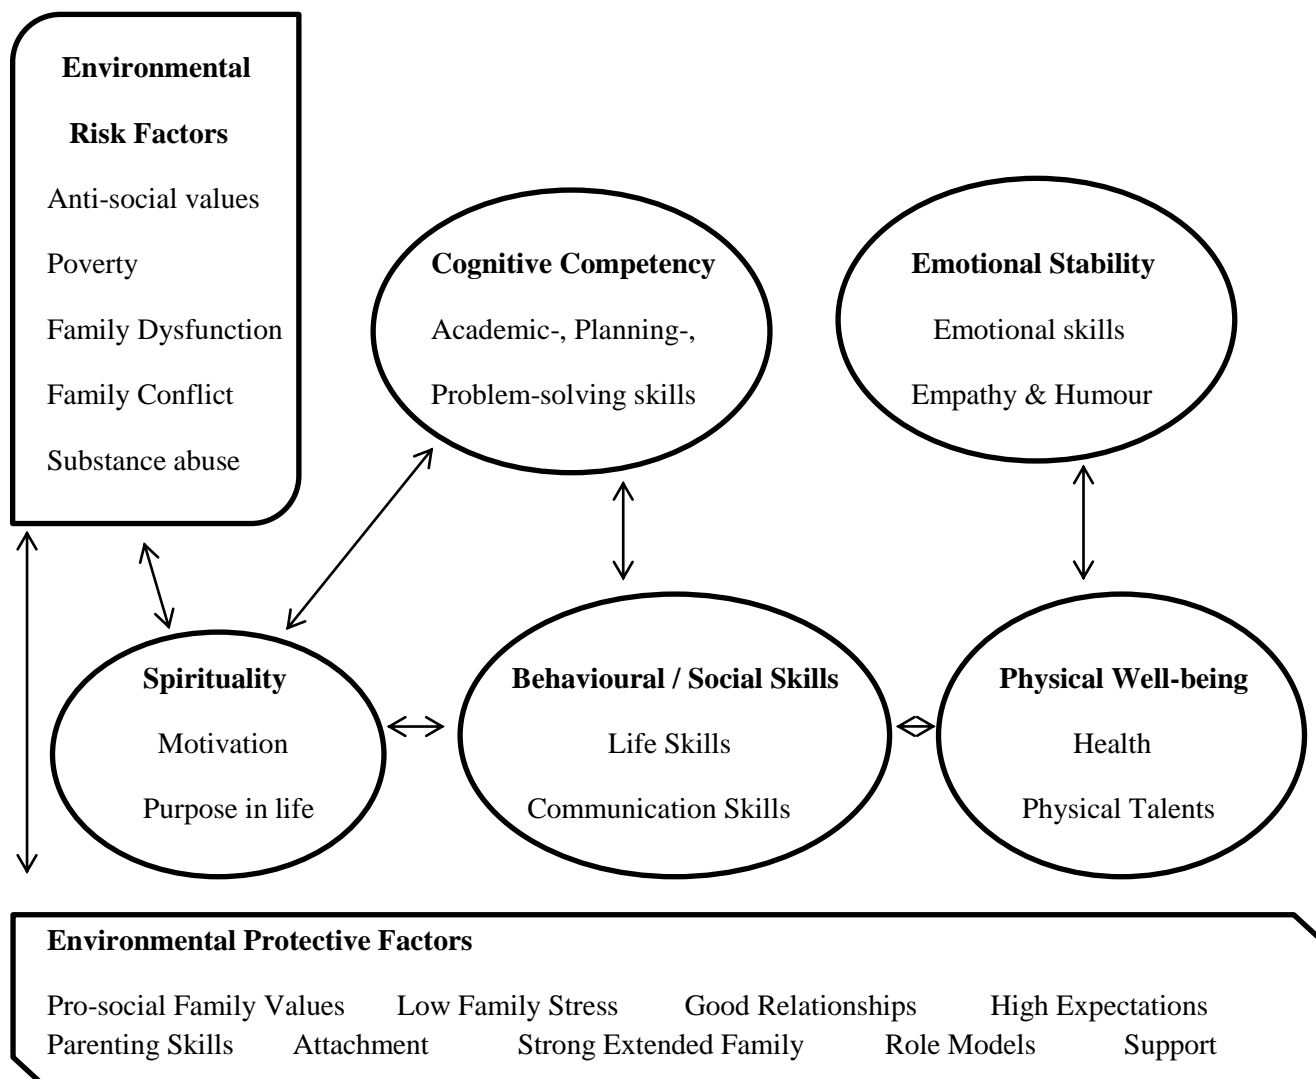 Environmental
Risk Factors
Anti-social values
Poverty
Family Dysfunction
Family Conflict
Substance abuse
Cognitive Competency
Academic-, Planning-,
Problem-solving skills
Emotional Stability
Emotional skills
Empathy & Humour
Spirituality
Motivation
Purpose in life
Behavioural / Social Skills
Life Skills
Communication Skills
Physical Well-being
Health
Physical Talents
Environmental Protective Factors
Pro-social Family Values Low Family Stress Good Relationships High Expectations
Parenting Skills Attachment Strong Extended Family Role Models Support